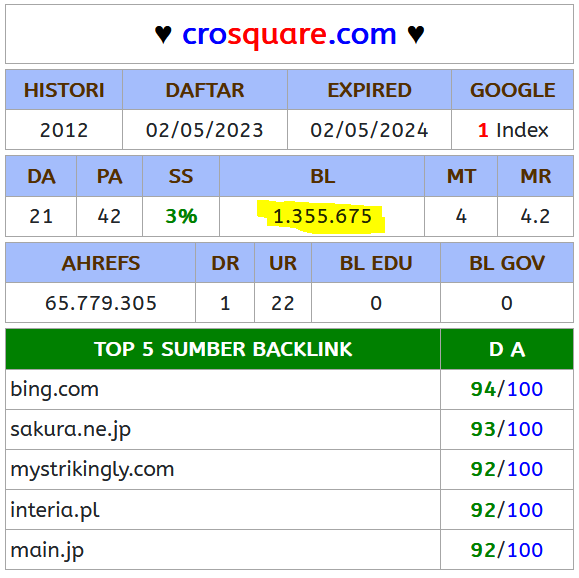 ♥ crosquare.com ♥
HISTORI DAFTAR EXPIRED GOOGLE
2012 02/05/2023 02/05/2024 1 Index
DA PA SS BL MT MR
21 42 3% 1.355.675 4 4.2
AHREFS DR UR BL EDU BL GOV
65.779.305 1 22 0 0
TOP 5 SUMBER BACKLINK D A
bing.com 94/100
sakura.ne.jp 93/100
mystrikingly.com 92/100
interia.pl 92/100
main.jp 92/100